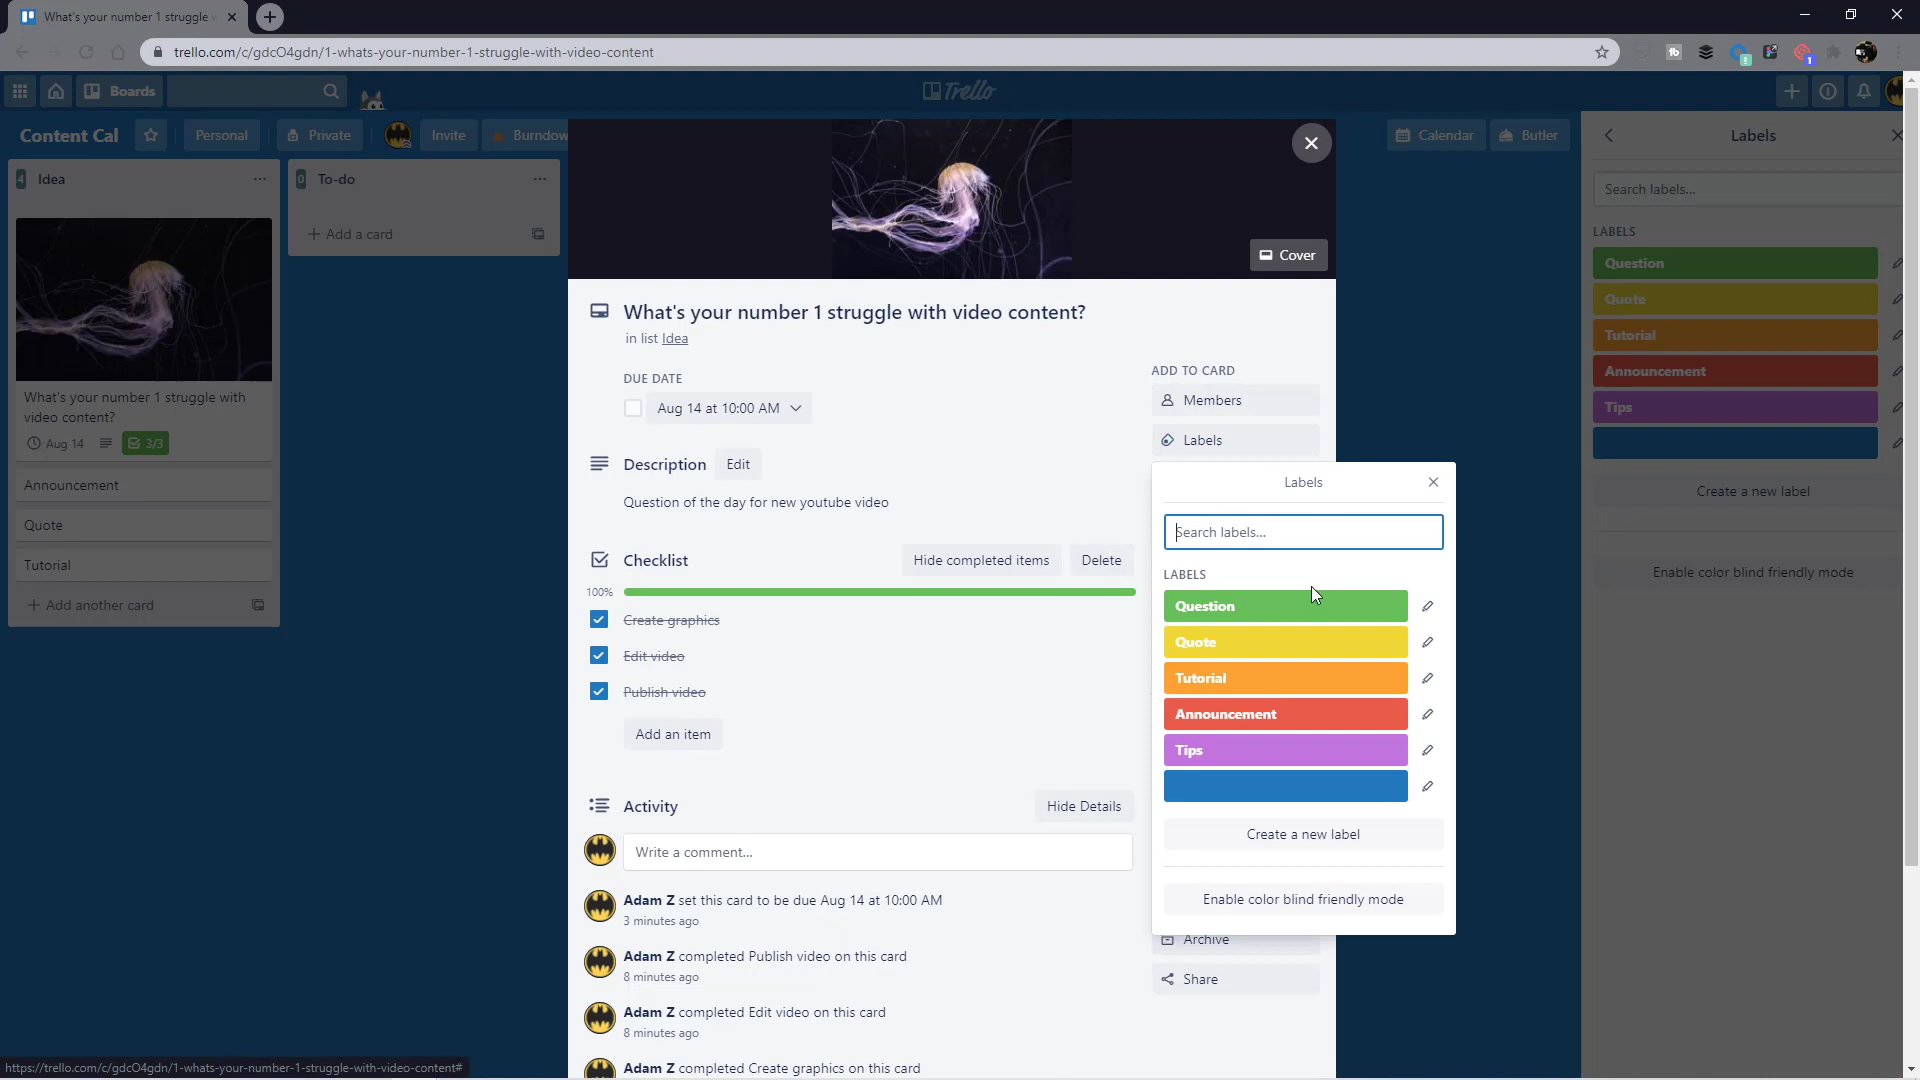 What's your number 1 struggle w
trello.com/c/gdcO4gdn/1-whats-your-number-1-struggle-with-video-content
tb
1
Boards
Trello
Content Cal
Personal
Private
Invite
Burndow
Calendar
Butler
4 Idea
What's your number 1 struggle with
video content?
Aug 14
3/3
Announcement
Quote
Tutorial
+ Add another card
0 To-do
+ Add a card
Cover
What's your number 1 struggle with video content?
in list Idea
DUE DATE
Aug 14 at 10:00 AM
Description
Edit
Question of the day for new youtube video
Checklist
Hide completed items
Delete
100%
Create graphics
Edit video
Publish video
Add an item
Activity
Hide Details
Write a comment...
Adam Z set this card to be due Aug 14 at 10:00 AM
3 minutes ago
Adam Z completed Publish video on this card
8 minutes ago
Adam Z completed Edit video on this card
8 minutes ago
Adam Z completed Create graphics on this card
ADD TO CARD
Members
Labels
Labels
Search labels...
LABELS
Question
Quote
Tutorial
Announcement
Tips
Create a new label
Enable color blind friendly mode
Archive
Share
Labels
Search labels...
LABELS
Question
Quote
Tutorial
Announcement
Tips
Create a new label
Enable color blind friendly mode
https://trello.com/c/gdcO4gdn/1-whats-your-number-1-struggle-with-video-content#